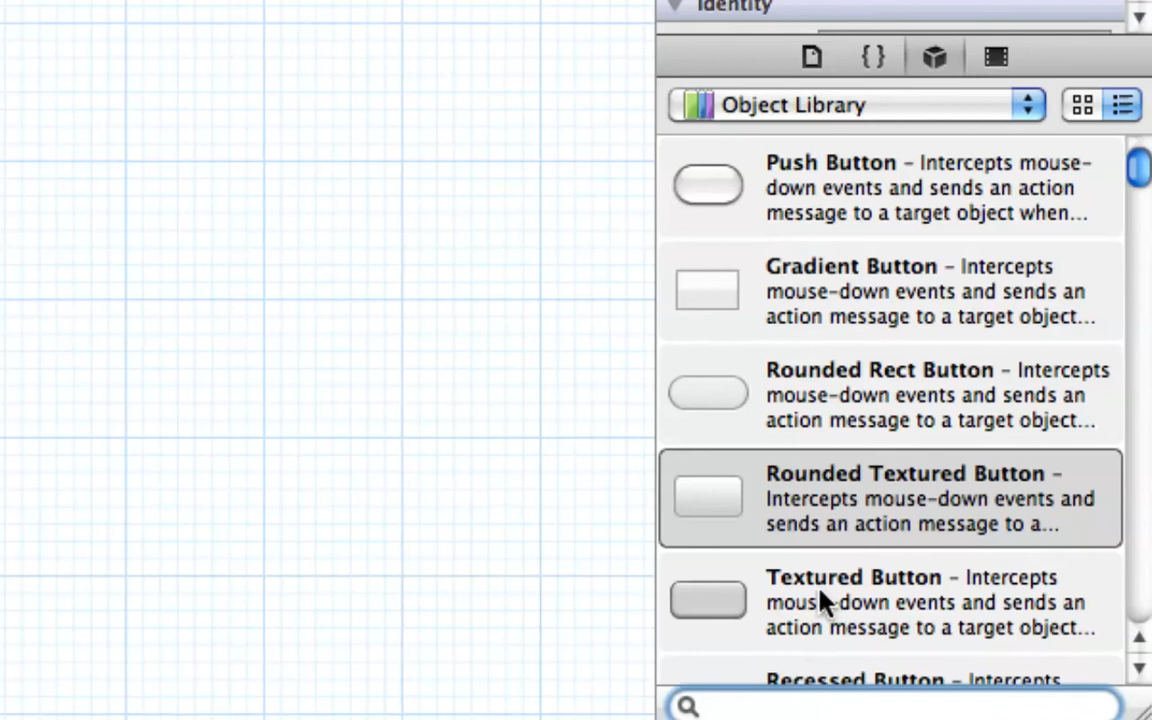 Identity
{ }
Object Library
Push Button – Intercepts mouse-
down events and sends an action
message to a target object when...
Gradient Button – Intercepts
mouse-down events and sends an
action message to a target object...
Rounded Rect Button – Intercepts
mouse-down events and sends an
action message to a target object...
Rounded Textured Button –
Intercepts mouse-down events and
sends an action message to a...
Textured Button – Intercepts
mouse-down events and sends an
action message to a target object...
Recessed Button – Intercepts